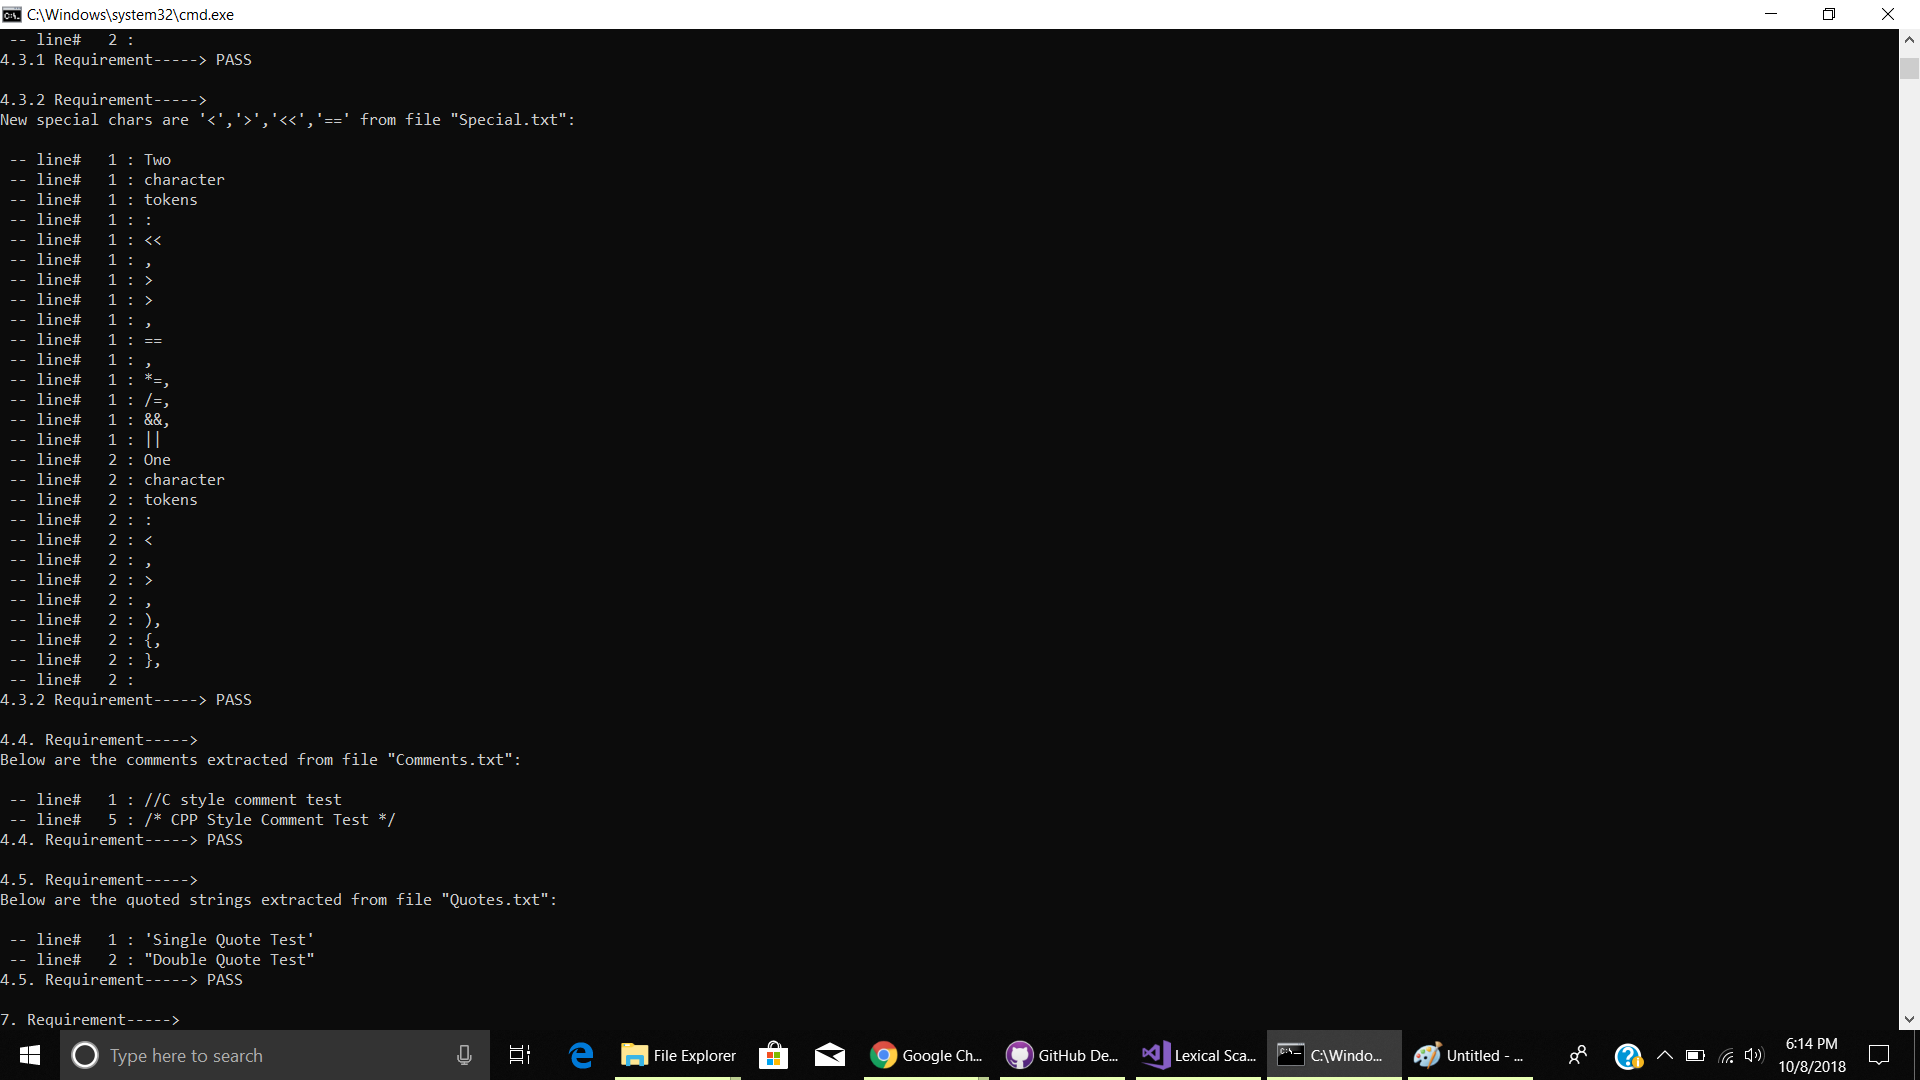 C:\Windows\system32\cmd.exe
 -- line#   2 :
4.3.1 Requirement-----> PASS

4.3.2 Requirement----->
New special chars are '<','>','<<','==' from file "Special.txt":

 -- line#   1 : Two
 -- line#   1 : character
 -- line#   1 : tokens
 -- line#   1 : :
 -- line#   1 : <<
 -- line#   1 : ,
 -- line#   1 : >
 -- line#   1 : >
 -- line#   1 : ,
 -- line#   1 : ==
 -- line#   1 : ,
 -- line#   1 : *=,
 -- line#   1 : /=,
 -- line#   1 : &&,
 -- line#   1 : ||
 -- line#   2 : One
 -- line#   2 : character
 -- line#   2 : tokens
 -- line#   2 : :
 -- line#   2 : <
 -- line#   2 : ,
 -- line#   2 : >
 -- line#   2 : ,
 -- line#   2 : ),
 -- line#   2 : {,
 -- line#   2 : },
 -- line#   2 :
4.3.2 Requirement-----> PASS

4.4. Requirement----->
Below are the comments extracted from file "Comments.txt":

 -- line#   1 : //C style comment test
 -- line#   5 : /* CPP Style Comment Test */
4.4. Requirement-----> PASS

4.5. Requirement----->
Below are the quoted strings extracted from file "Quotes.txt":

 -- line#   1 : 'Single Quote Test'
 -- line#   2 : "Double Quote Test"
4.5. Requirement-----> PASS

7. Requirement----->
Type here to search
File Explorer
Google Ch...
GitHub De...
Lexical Sca...
C:\Windo...
Untitled - ...
6:14 PM
10/8/2018